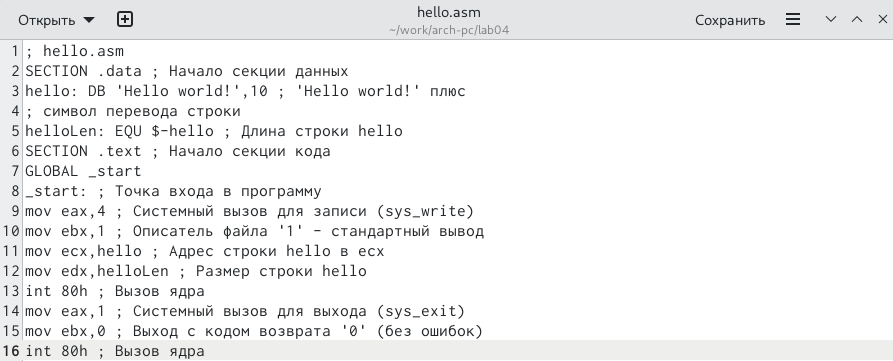 Открыть
hello.asm
~/work/arch-pc/lab04
Сохранить
1 ; hello.asm
2 SECTION .data ; Начало секции данных
3 hello: DB 'Hello world!',10 ; 'Hello world!' плюс
4 ; символ перевода строки
5 helloLen: EQU $-hello ; Длина строки hello
6 SECTION .text ; Начало секции кода
7 GLOBAL _start
8 _start: ; Точка входа в программу
9 mov eax,4 ; Системный вызов для записи (sys_write)
10 mov ebx,1 ; Описатель файла '1' - стандартный вывод
11 mov ecx,hello ; Адрес строки hello в ecx
12 mov edx,helloLen ; Размер строки hello
13 int 80h ; Вызов ядра
14 mov eax,1 ; Системный вызов для выхода (sys_exit)
15 mov ebx,0 ; Выход с кодом возврата '0' (без ошибок)
16 int 80h ; Вызов ядра